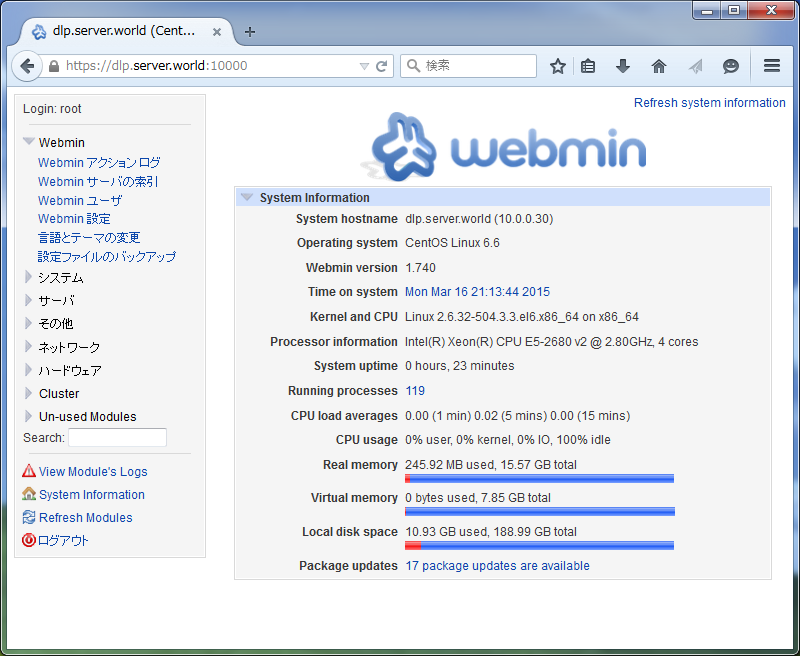 dlp.server.world (Cent...
https://dlp.server.world:10000
検索
Login: root
Webmin
Webmin アクション ログ
Webmin サーバの索引
Webmin ユーザ
Webmin 設定
言語とテーマの変更
設定ファイルのバックアップ
システム
サーバ
その他
ネットワーク
ハードウェア
Cluster
Un-used Modules
Search:
View Module's Logs
System Information
Refresh Modules
ログアウト
Refresh system information
webmin
System Information
System hostname dlp.server.world (10.0.0.30)
Operating system CentOS Linux 6.6
Webmin version 1.740
Time on system Mon Mar 16 21:13:44 2015
Kernel and CPU Linux 2.6.32-504.3.3.el6.x86_64 on x86_64
Processor information Intel(R) Xeon(R) CPU E5-2680 v2 @ 2.80GHz, 4 cores
System uptime 0 hours, 23 minutes
Running processes 119
CPU load averages 0.00 (1 min) 0.02 (5 mins) 0.00 (15 mins)
CPU usage 0% user, 0% kernel, 0% IO, 100% idle
Real memory 245.92 MB used, 15.57 GB total
Virtual memory 0 bytes used, 7.85 GB total
Local disk space 10.93 GB used, 188.99 GB total
Package updates 17 package updates are available